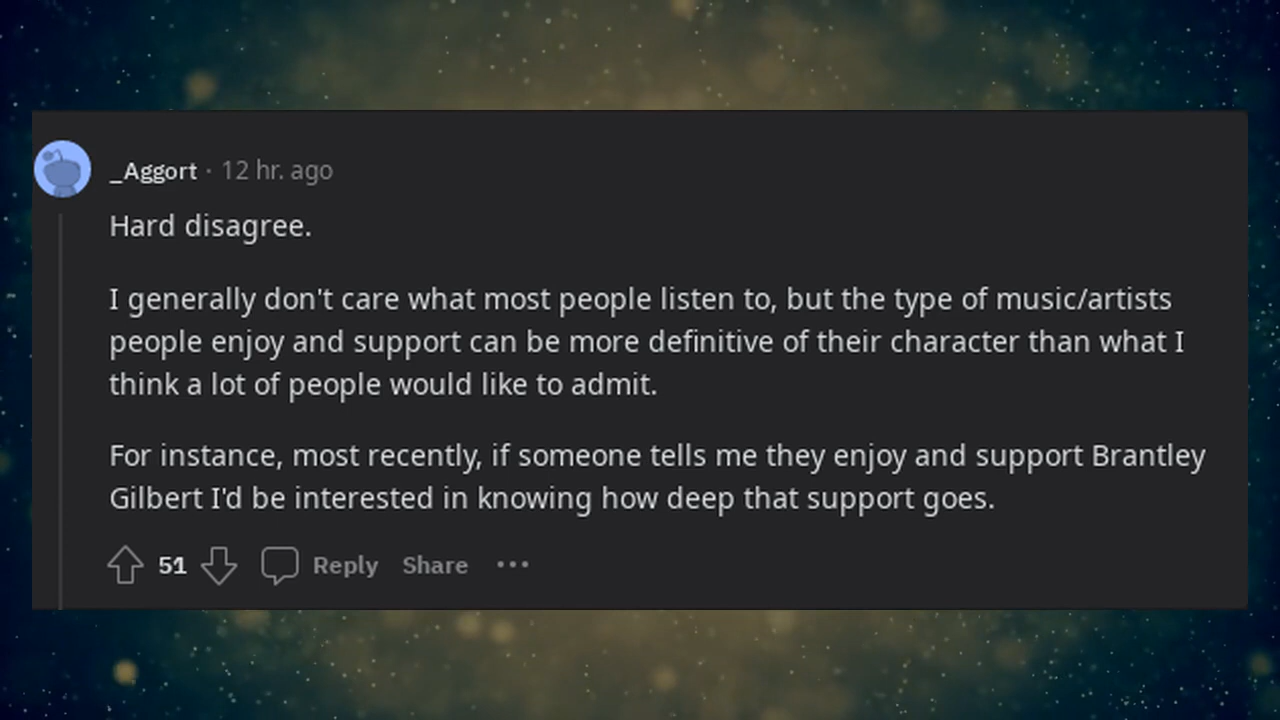 _Aggort · 12 hr. ago
Hard disagree.
I generally don't care what most people listen to, but the type of music/artists
people enjoy and support can be more definitive of their character than what I
think a lot of people would like to admit.
For instance, most recently, if someone tells me they enjoy and support Brantley
Gilbert I'd be interested in knowing how deep that support goes.
51 Reply Share •••